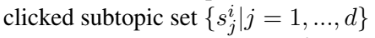 clicked subtopic set $\{s_j^i | j = 1, ..., d\}$